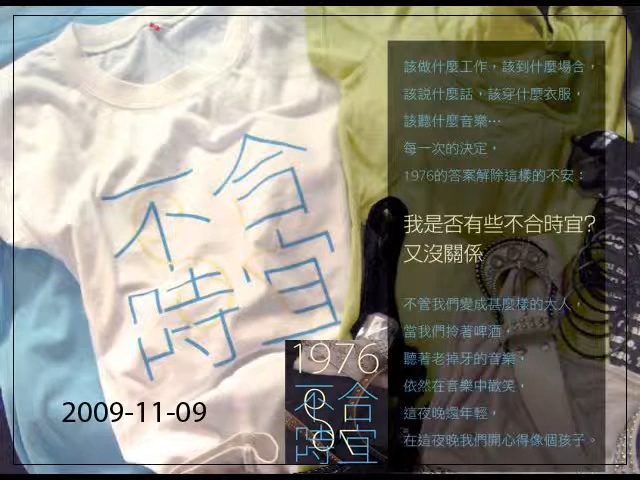 不合
時宜
該做什麼工作，該到什麼場合，
該說什麼話，該穿什麼衣服，
該聽什麼音樂…
每一次的決定，
1976的答案解除這樣的不安：
我是否有些不合時宜?
又沒關係
不管我們變成甚麼樣的大人，
當我們拎著啤酒，
聽著老掉牙的音樂，
依然在音樂中歡笑，
這夜晚還年輕，
在這夜晚我們開心得像個孩子。
1976
不合
時宜
2009-11-09